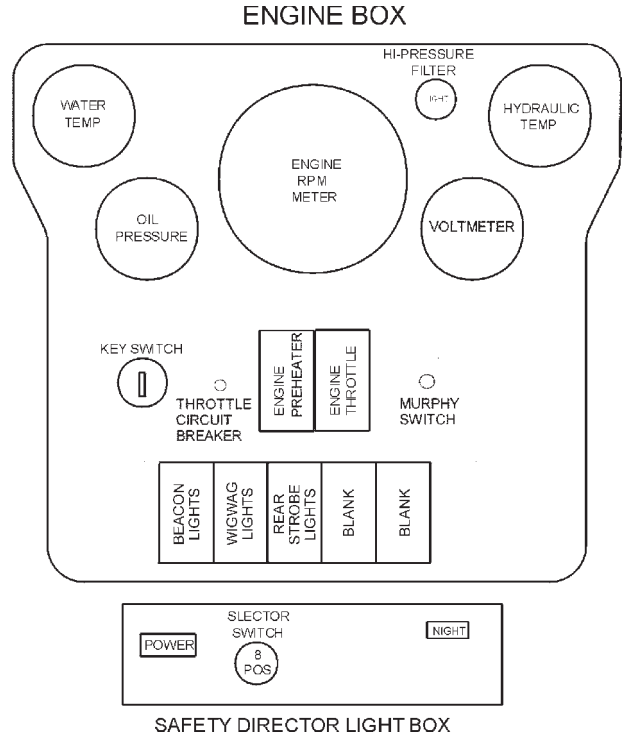 ENGINE BOX
HI-PRESSURE
FILTER
WATER
TEMP
HYDRAULIC
TEMP
ENGINE
RPM
METER
OIL
PRESSURE
VOLTMETER
KEY SWITCH
THROTTLE
CIRCUIT
BREAKER
ENGINE
PREHEATER
ENGINE
THROTTLE
MURPHY
SWITCH
BEACON
LIGHTS
WIGWAG
LIGHTS
REAR
STROBE
LIGHTS
BLANK
BLANK
SLECTOR
SWITCH
POWER
8
POS
NIGHT
SAFETY DIRECTOR LIGHT BOX